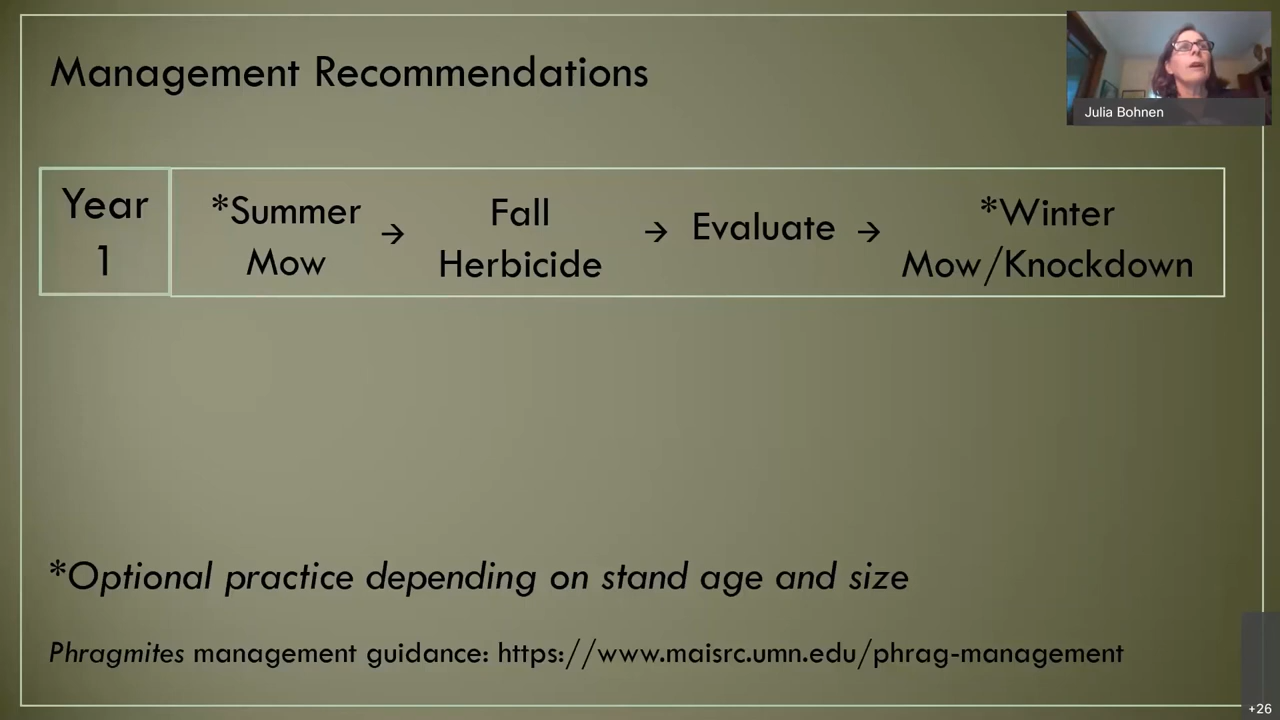 Management Recommendations
Julia Bohnen
Year
1
*Summer
Mow
→
Fall
Herbicide
→
Evaluate
→
*Winter
Mow/Knockdown
*Optional practice depending on stand age and size
Phragmites management guidance: https://www.maisrc.umn.edu/phrag-management
+26